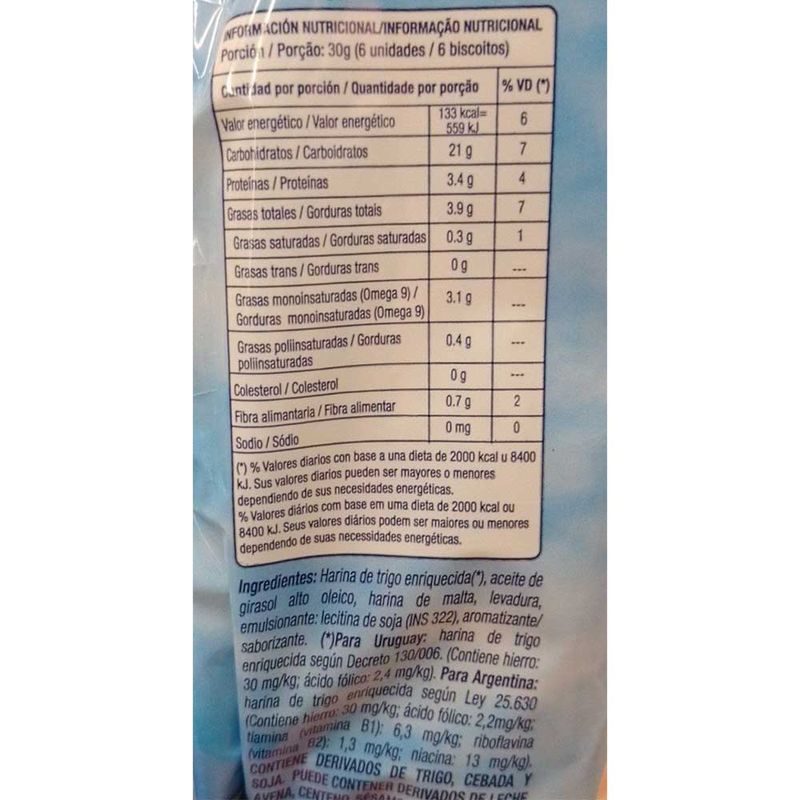 INFORMACIÓN NUTRICIONAL/INFORMAÇÃO NUTRICIONAL
Porción / Porção: 30g (6 unidades / 6 biscoitos)
Cantidad por porción / Quantidade por porção % VD (*)
Valor energético / Valor energético 133 kcal= 559 kJ 6
Carbohidratos / Carboidratos 21 g 7
Proteínas / Proteínas 3.4 g 4
Grasas totales / Gorduras totais 3.9 g 7
Grasas saturadas / Gorduras saturadas 0.3 g 1
Grasas trans / Gorduras trans 0 g ---
Grasas monoinsaturadas (Omega 9) / 3.1 g ---
Gorduras monoinsaturadas (Omega 9)
Grasas poliinsaturadas / Gorduras 0.4 g ---
poliinsaturadas
Colesterol / Colesterol 0 g ---
Fibra alimantaria / Fibra alimentar 0.7 g 2
Sodio / Sódio 0 mg 0
(*) % Valores diarios con base a una dieta de 2000 kcal u 8400
kJ. Sus valores diarios pueden ser mayores o menores
dependiendo de sus necesidades energéticas.
% Valores diários com base em uma dieta de 2000 kcal ou
8400 kJ. Seus valores diários podem ser maiores ou menores
dependendo de suas necessidades energéticas.
Ingredientes: Harina de trigo enriquecida(*), aceite de
girasol alto oleico, harina de malta, levadura,
emulsionante: lecitina de soja (INS 322), aromatizante/
saborizante. (*)Para Uruguay: harina de trigo
enriquecida según Decreto 130/006. (Contiene hierro:
30 mg/kg; ácido fólico: 2,4 mg/kg). Para Argentina:
harina de trigo enriquecida según Ley 25.630
(Contiene hierro: 30 mg/kg; ácido fólico: 2,2mg/kg;
tiamina (vitamina B1): 6,3 mg/kg; riboflavina
(vitamina B2): 1,3 mg/kg; niacina: 13 mg/kg).
CONTIENE DERIVADOS DE TRIGO, CEBADA Y
SOJA. PUEDE CONTENER DERIVADOS DE LECHE
AVENA, CENTENO SÉSAMO